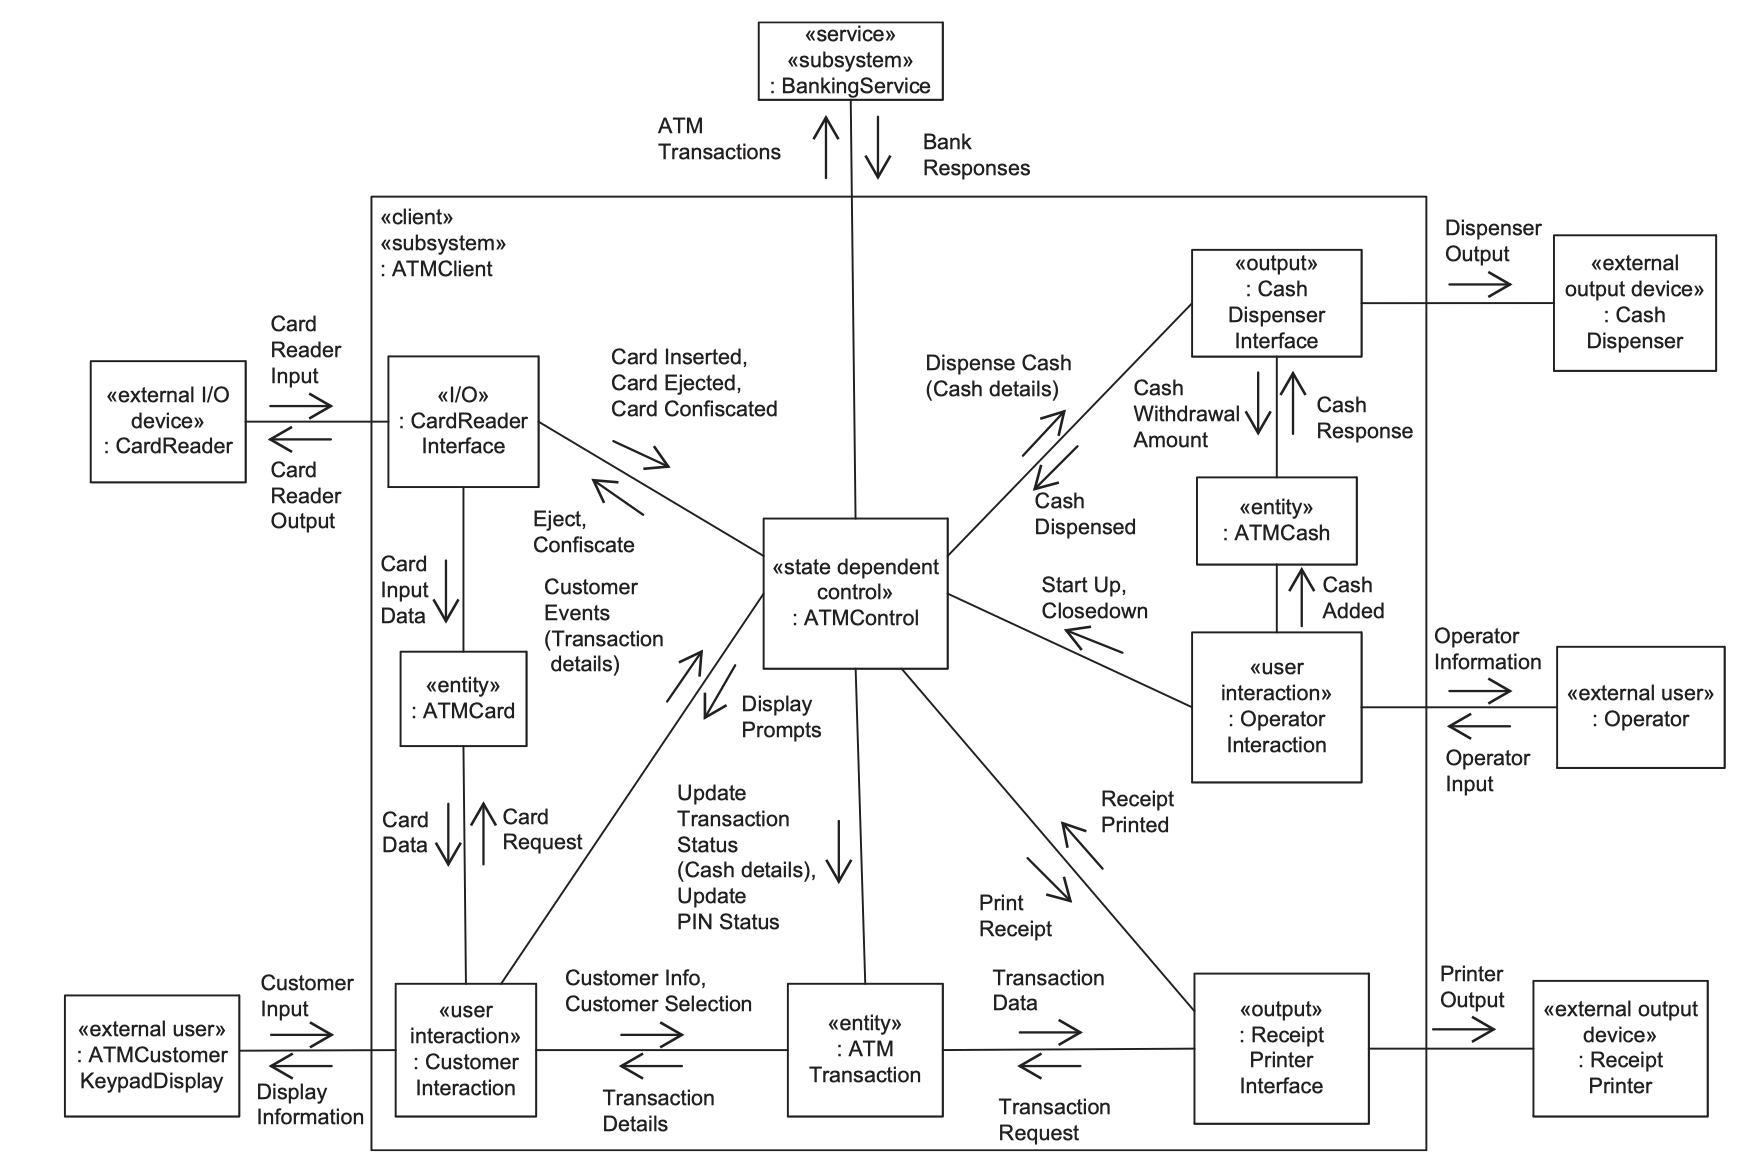 «service»
«subsystem»
: BankingService
ATM
Transactions
Bank
Responses
«client»
«subsystem»
: ATMClient
Dispenser
Output
«output»
: Cash
Dispenser
Interface
«external
output device»
: Cash
Dispenser
Card
Reader
Input
«external I/O
device»
: CardReader
Card
Reader
Output
«I/O»
: CardReader
Interface
Card Inserted,
Card Ejected,
Card Confiscated
Eject,
Confiscate
Dispense Cash
(Cash details)
Cash
Dispensed
Cash
Withdrawal
Amount
Cash
Response
«entity»
: ATMCash
Cash
Added
«state dependent
control»
: ATMControl
Start Up,
Closedown
Card
Input
Data
Customer
Events
(Transaction
details)
Display
Prompts
«entity»
: ATMCard
«user
interaction»
: Operator
Interaction
Operator
Information
Operator
Input
«external user»
: Operator
Card
Data
Card
Request
Update
Transaction
Status
(Cash details),
Update
PIN Status
Receipt
Printed
Print
Receipt
Customer
Input
«external user»
: ATMCustomer
KeypadDisplay
Display
Information
«user
interaction»
: Customer
Interaction
Customer Info,
Customer Selection
Transaction
Details
«entity»
: ATM
Transaction
Transaction
Data
Transaction
Request
«output»
: Receipt
Printer
Interface
Printer
Output
«external output
device»
: Receipt
Printer